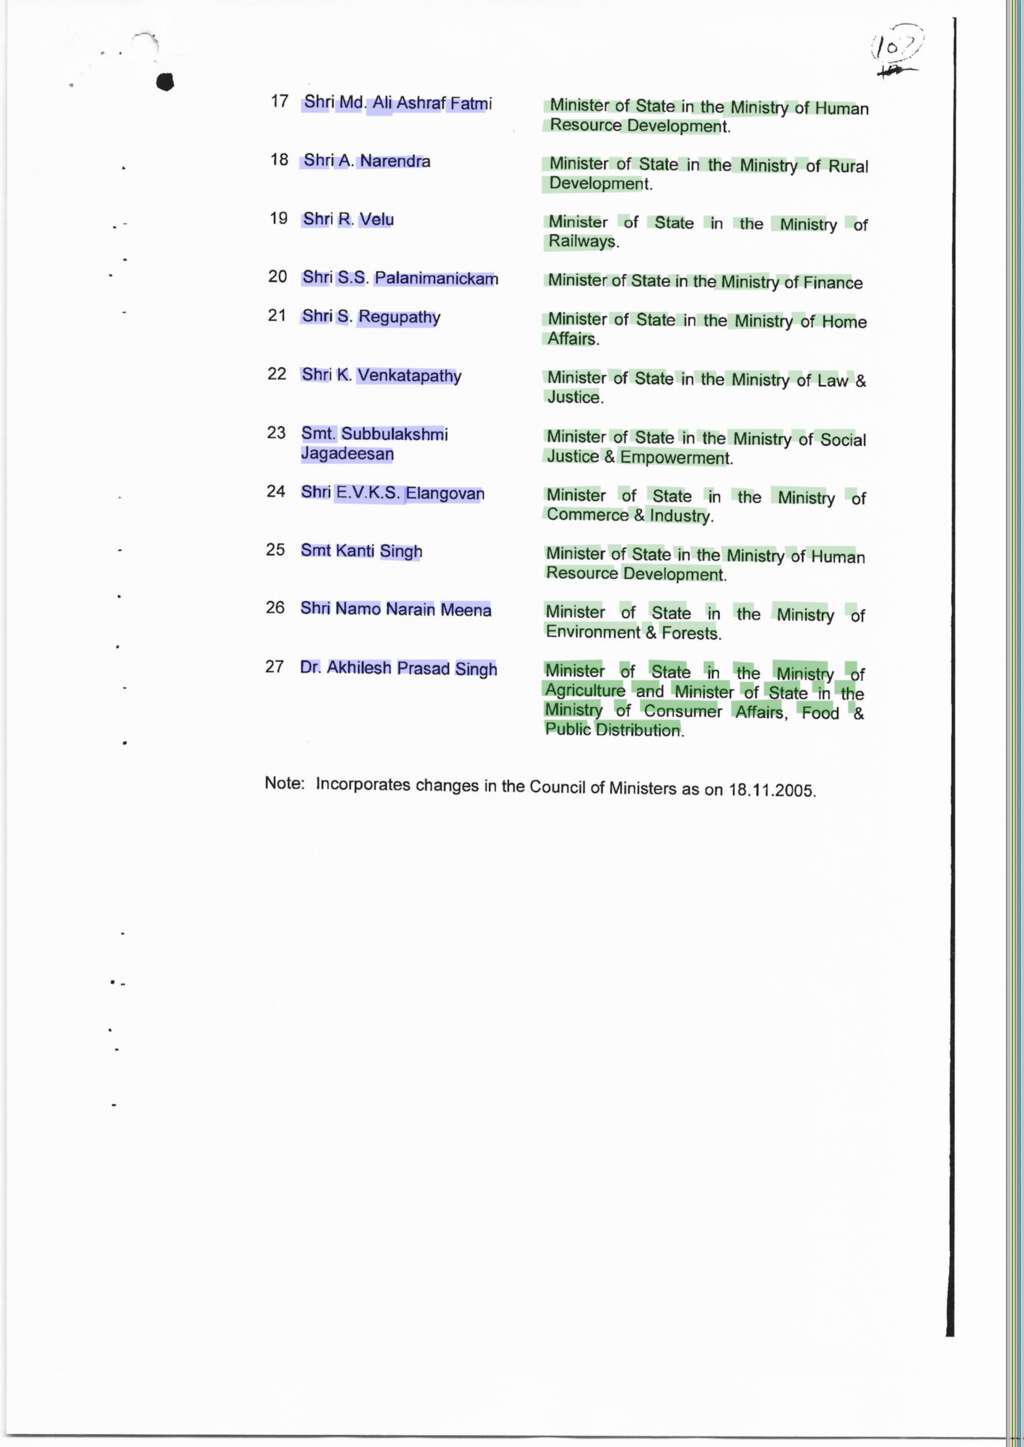 107
17 Shri Md. Ali Ashraf Fatmi Minister of State in the Ministry of Human
Resource Development.
18 Shri A. Narendra Minister of State in the Ministry of Rural
Development.
19 Shri R. Velu Minister of State in the Ministry of
Railways.
20 Shri S.S. Palanimanickam Minister of State in the Ministry of Finance
21 Shri S. Regupathy Minister of State in the Ministry of Home
Affairs.
22 Shri K. Venkatapathy Minister of State in the Ministry of Law &
Justice.
23 Smt. Subbulakshmi Minister of State in the Ministry of Social
Jagadeesan Justice & Empowerment.
24 Shri E.V.K.S. Elangovan Minister of State in the Ministry of
Commerce & Industry.
25 Smt Kanti Singh Minister of State in the Ministry of Human
Resource Development.
26 Shri Namo Narain Meena Minister of State in the Ministry of
Environment & Forests.
27 Dr. Akhilesh Prasad Singh Minister of State in the Ministry of
Agriculture and Minister of State in the
Ministry of Consumer Affairs, Food &
Public Distribution.
Note: Incorporates changes in the Council of Ministers as on 18.11.2005.